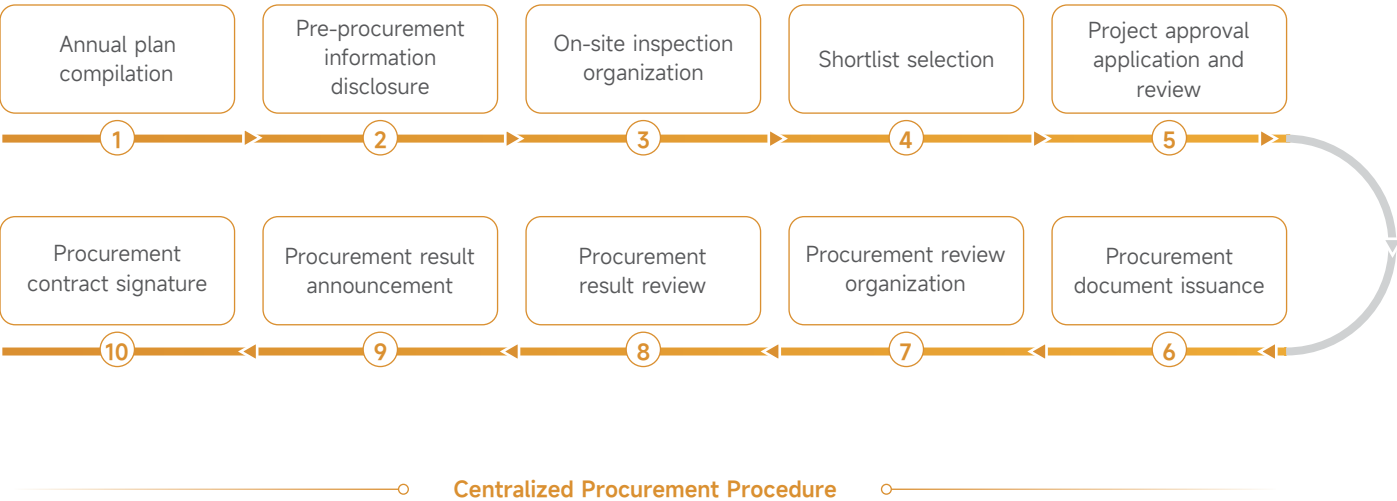 Annual plan
compilation
Pre-procurement
information
disclosure
On-site inspection
organization
Shortlist selection
Project approval
application and
review
1
2
3
4
5
Procurement
contract signature
Procurement result
announcement
Procurement
result review
Procurement review
organization
Procurement
document issuance
10
9
8
7
6
Centralized Procurement Procedure